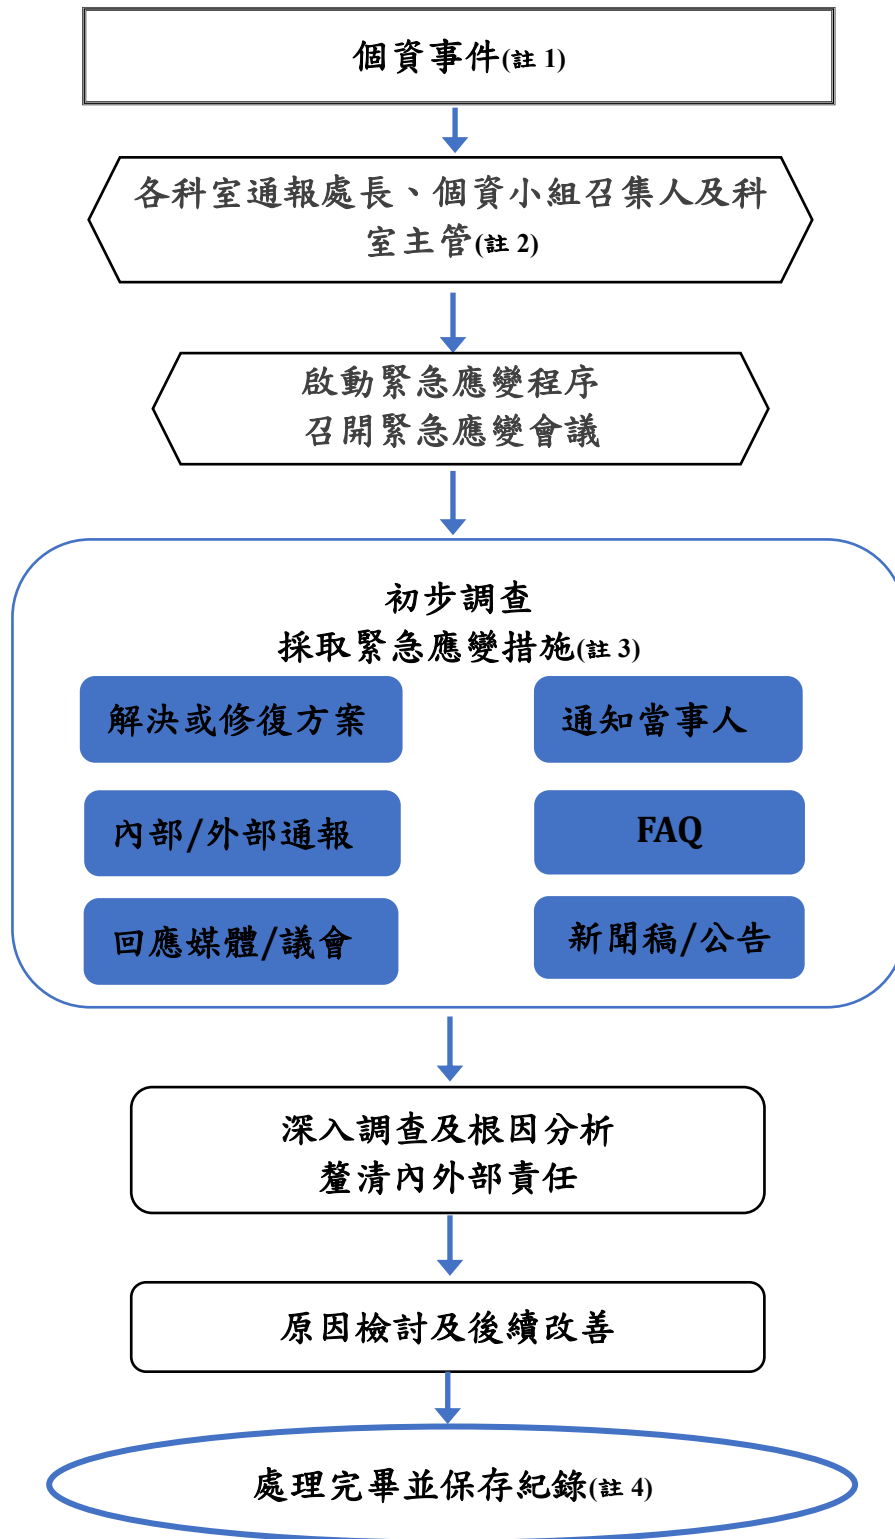 個資事件(註 1)
各科室通報處長、個資小組召集人及科
室主管(註 2)
啟動緊急應變程序
召開緊急應變會議
初步調查
採取緊急應變措施(註 3)
解決或修復方案
通知當事人
內部/外部通報
FAQ
回應媒體/議會
新聞稿/公告
深入調查及根因分析
釐清內外部責任
原因檢討及後續改善
處理完畢並保存紀錄(註 4)